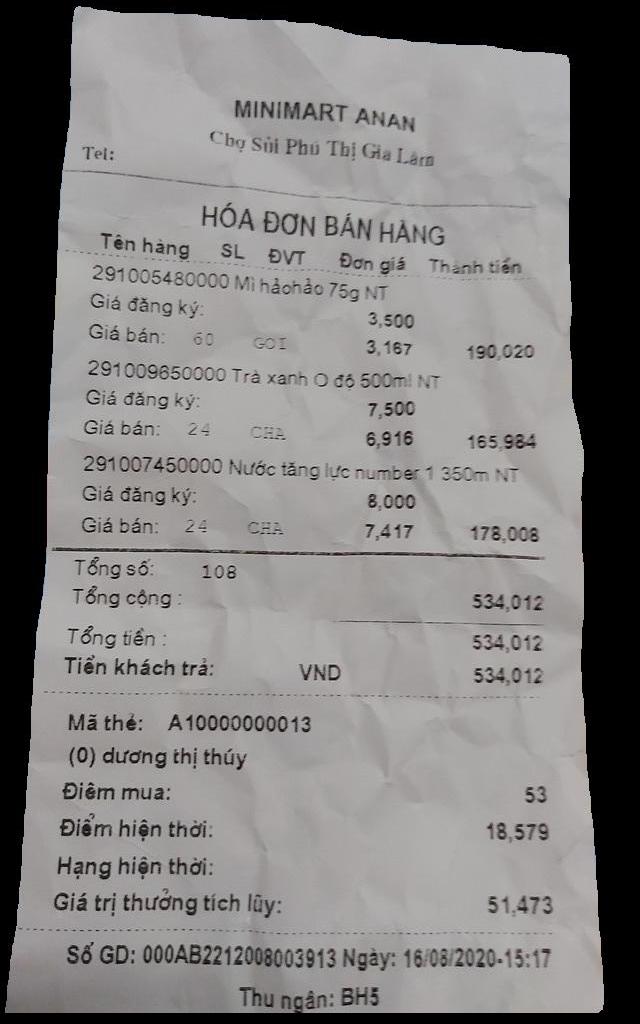 MINIMART ANAN
Chợ Sủi Phú Thị Gia Lâm
Tel:
HÓA ĐƠN BÁN HÀNG
Tên hàng SL ĐVT Đơn giá Thành tiền
291005480000 Mì hảohảo 75g NT
Giá đăng ký: 3,500
Giá bán: 60 GOI 3,167 190,020
291009650000 Trà xanh O độ 500ml NT
Giá đăng ký: 7,500
Giá bán: 24 CHA 6,916 165,984
291007450000 Nước tăng lực number 1 350m NT
Giá đăng ký: 8,000
Giá bán: 24 CHA 7,417 178,008
Tổng số: 108
Tổng cộng : 534,012
Tổng tiền : 534,012
Tiền khách trả: VND 534,012
Mã thẻ: A10000000013
(0) dương thị thúy
Điểm mua: 53
Điểm hiện thời: 18,579
Hạng hiện thời:
Giá trị thưởng tích lũy: 51,473
Số GD: 000AB2212008003913 Ngày: 16/08/2020-15:17
Thu ngân: BH5